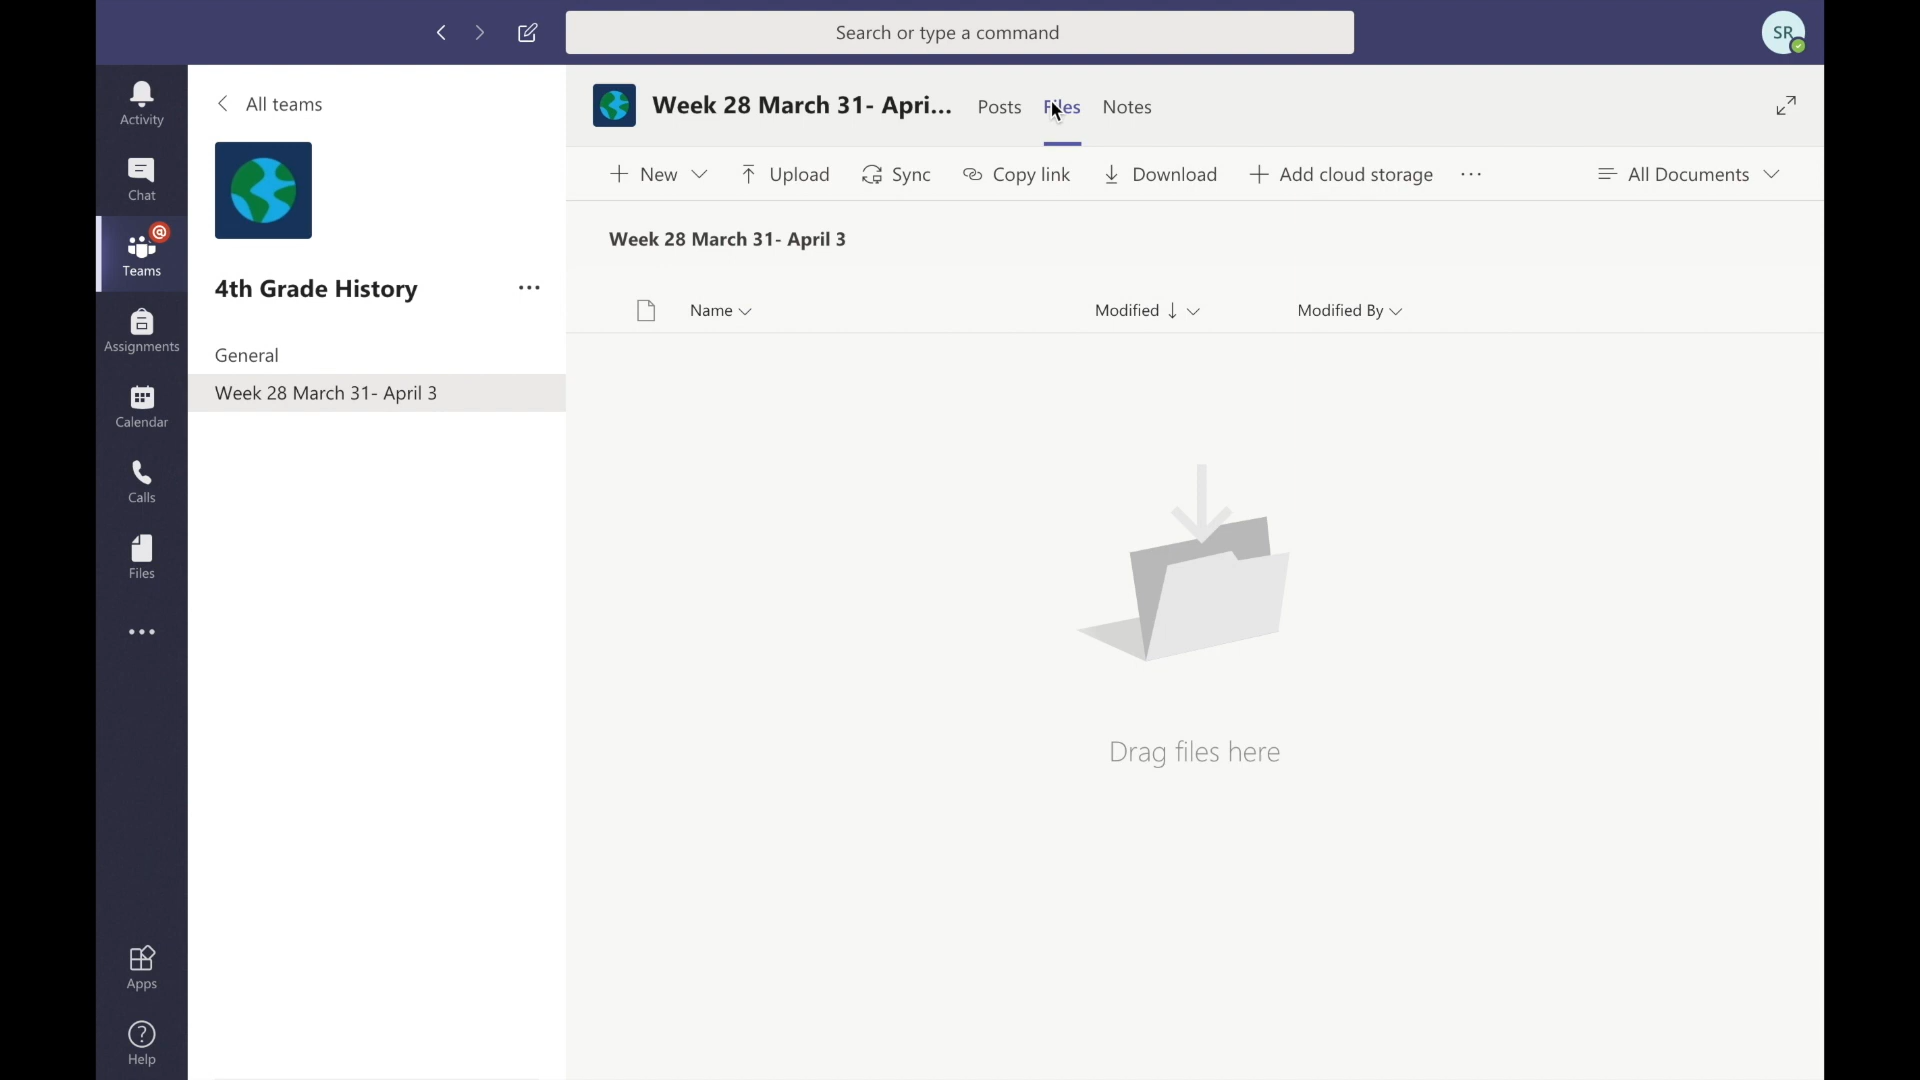 Search or type a command
SR
Activity
Chat
@
Teams
Assignments
Calendar
Calls
Files
Apps
Help
All teams
4th Grade History
General
Week 28 March 31- April 3
Week 28 March 31- Apri... Posts Files Notes
New Upload Sync Copy link Download Add cloud storage All Documents
Week 28 March 31- April 3
Name Modified Modified By
Drag files here